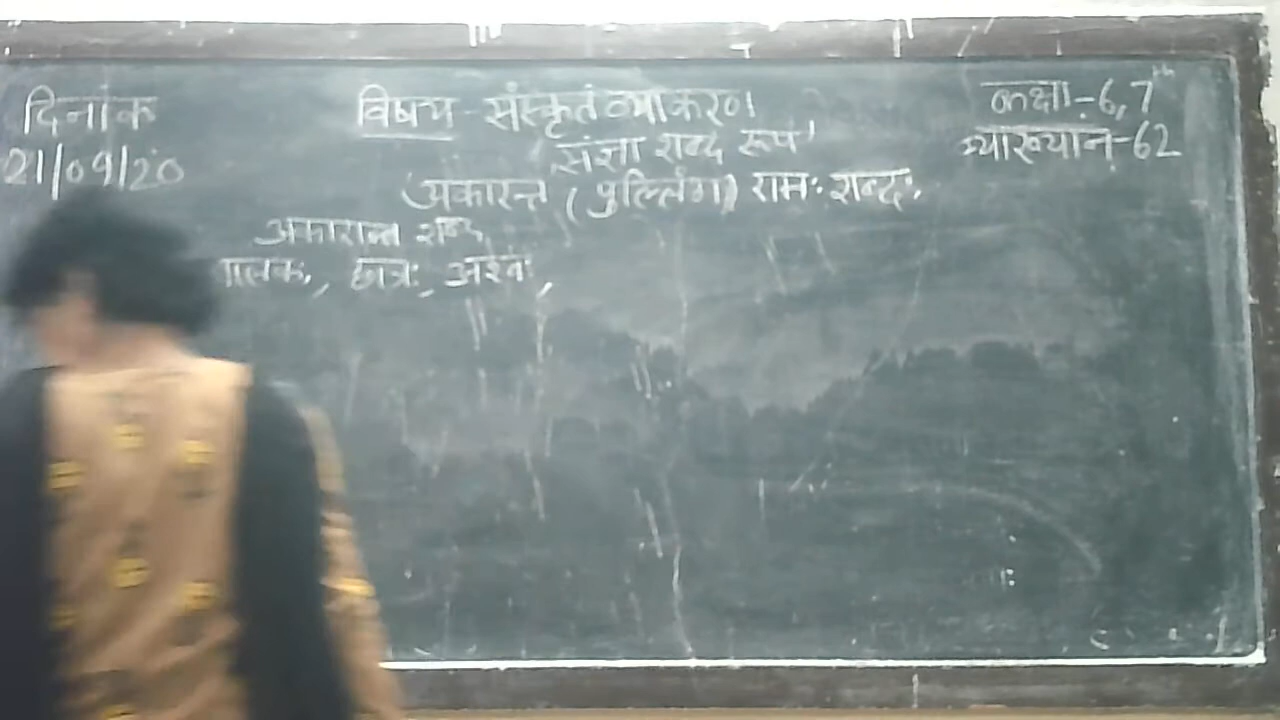 दिनांक
21/09/20
विषय - संस्कृत व्याकरण
संज्ञा शब्द रूप
अकारान्त (पुल्लिंग) रामः शब्दः
कक्षा - 6, 7th
व्याख्यान - 62
अकारान्त शब्द
ालकः, छात्रः, अश्वः,